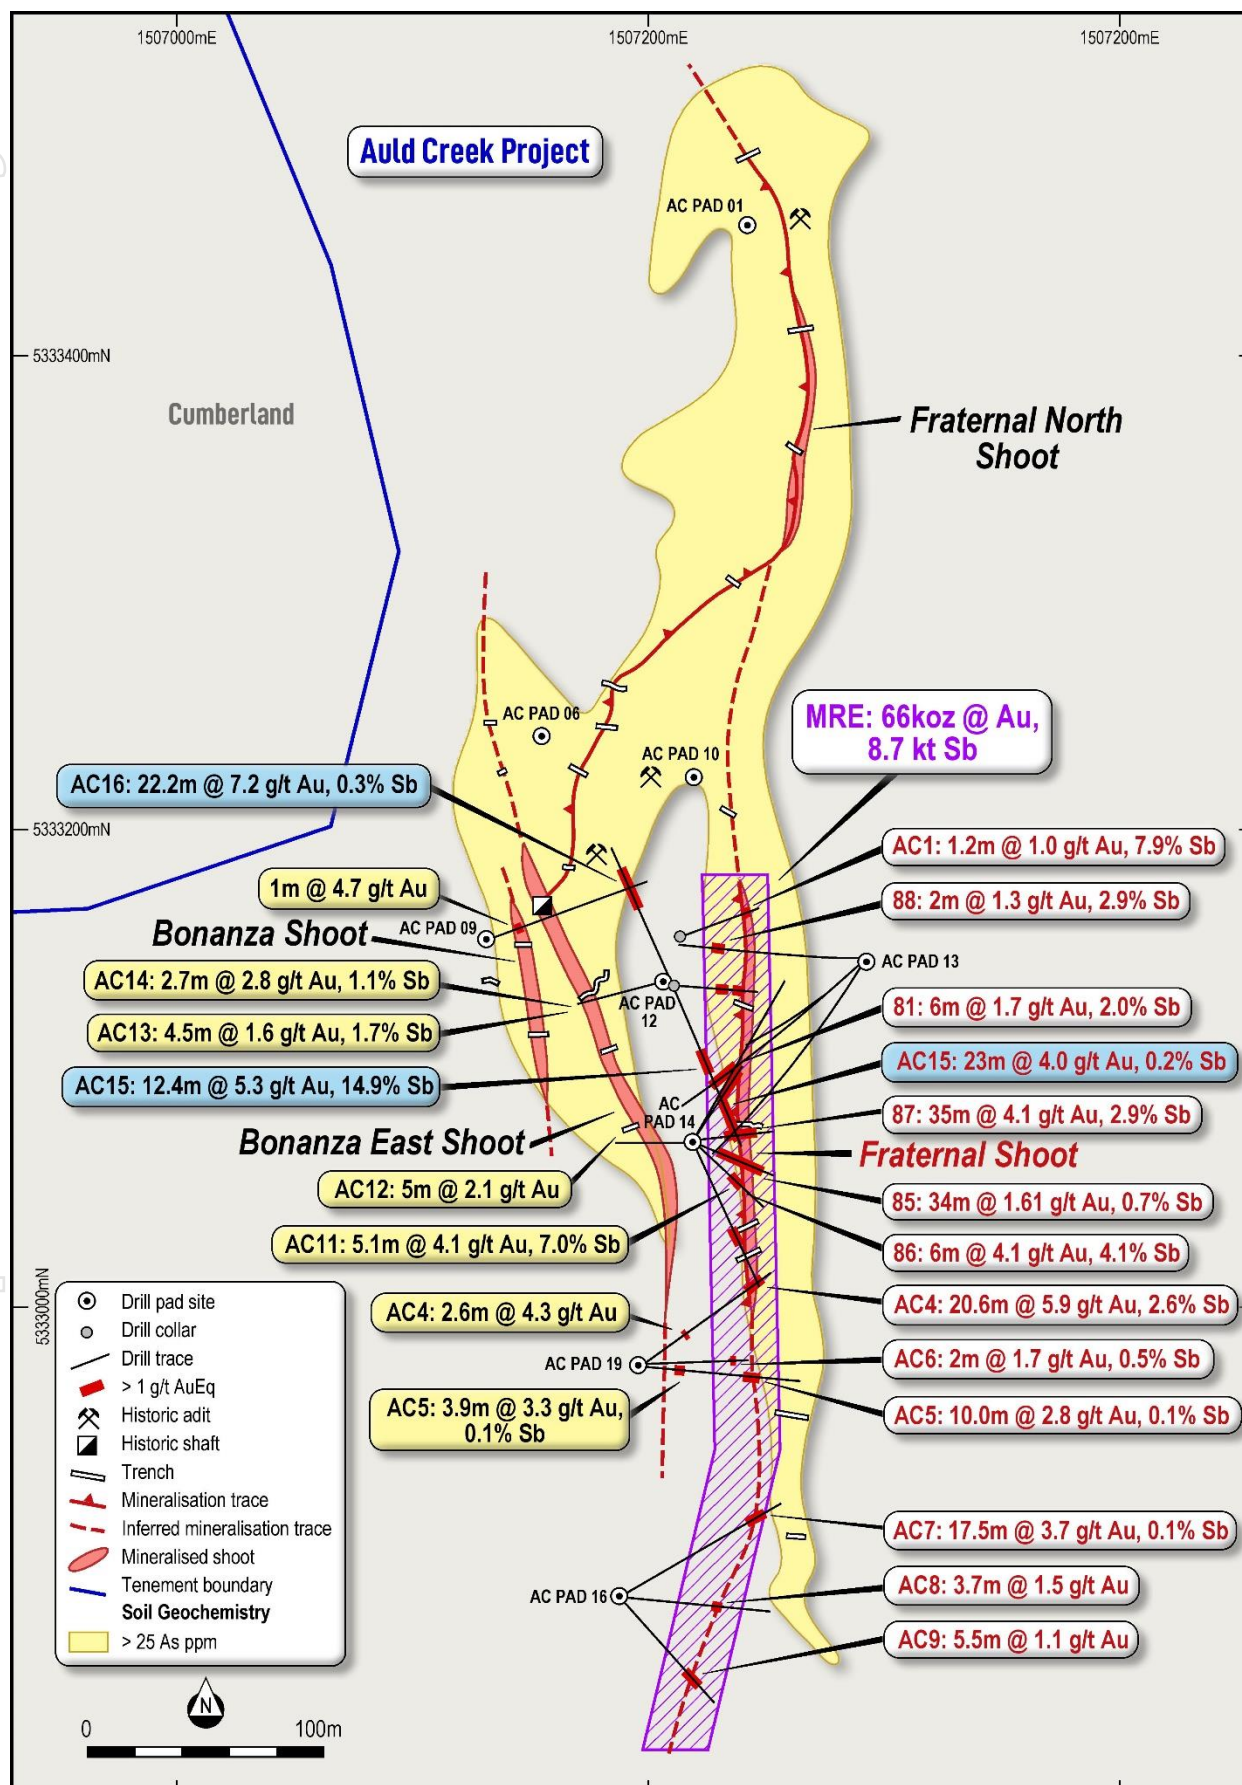 1507000mE
1507200mE
1507200mE
Auld Creek Project
AC PAD 01
5333400mN
Cumberland
Fraternal North
Shoot
AC PAD 06
AC PAD 10
MRE: 66koz @ Au,
8.7 kt Sb
AC16: 22.2m @ 7.2 g/t Au, 0.3% Sb
5333200mN
AC1: 1.2m @ 1.0 g/t Au, 7.9% Sb
1m @ 4.7 g/t Au
88: 2m @ 1.3 g/t Au, 2.9% Sb
AC PAD 09
Bonanza Shoot
AC PAD 13
AC14: 2.7m @ 2.8 g/t Au, 1.1% Sb
AC PAD
12
81: 6m @ 1.7 g/t Au, 2.0% Sb
AC13: 4.5m @ 1.6 g/t Au, 1.7% Sb
AC15: 23m @ 4.0 g/t Au, 0.2% Sb
AC15: 12.4m @ 5.3 g/t Au, 14.9% Sb
AC
PAD 14
87: 35m @ 4.1 g/t Au, 2.9% Sb
Bonanza East Shoot
Fraternal Shoot
AC12: 5m @ 2.1 g/t Au
85: 34m @ 1.61 g/t Au, 0.7% Sb
AC11: 5.1m @ 4.1 g/t Au, 7.0% Sb
86: 6m @ 4.1 g/t Au, 4.1% Sb
5333000mN
AC4: 2.6m @ 4.3 g/t Au
AC4: 20.6m @ 5.9 g/t Au, 2.6% Sb
AC PAD 19
AC6: 2m @ 1.7 g/t Au, 0.5% Sb
AC5: 3.9m @ 3.3 g/t Au,
0.1% Sb
AC5: 10.0m @ 2.8 g/t Au, 0.1% Sb
AC7: 17.5m @ 3.7 g/t Au, 0.1% Sb
AC PAD 16
AC8: 3.7m @ 1.5 g/t Au
AC9: 5.5m @ 1.1 g/t Au
Drill pad site
Drill collar
Drill trace
> 1 g/t AuEq
Historic adit
Historic shaft
Trench
Mineralisation trace
Inferred mineralisation trace
Mineralised shoot
Tenement boundary
Soil Geochemistry
> 25 As ppm
N
0
100m